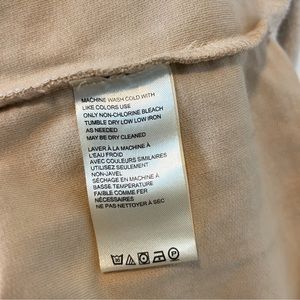 MACHINE WASH COLD WITH
LIKE COLORS USE
ONLY NON-CHLORINE BLEACH
TUMBLE DRY LOW LOW IRON
AS NEEDED
MAY BE DRY CLEANED
LAVER À LA MACHINE À
L'EAU FROID
AVEC COULEURS SIMILAIRES
UTILISEZ SEULEMENT
NON-JAVEL
SÉCHAGE EN MACHINE À
BASSE TEMPÉRATURE
FAIBLE COMME FER
NÉCESSAIRES
NE PAS NETTOYER À SEC